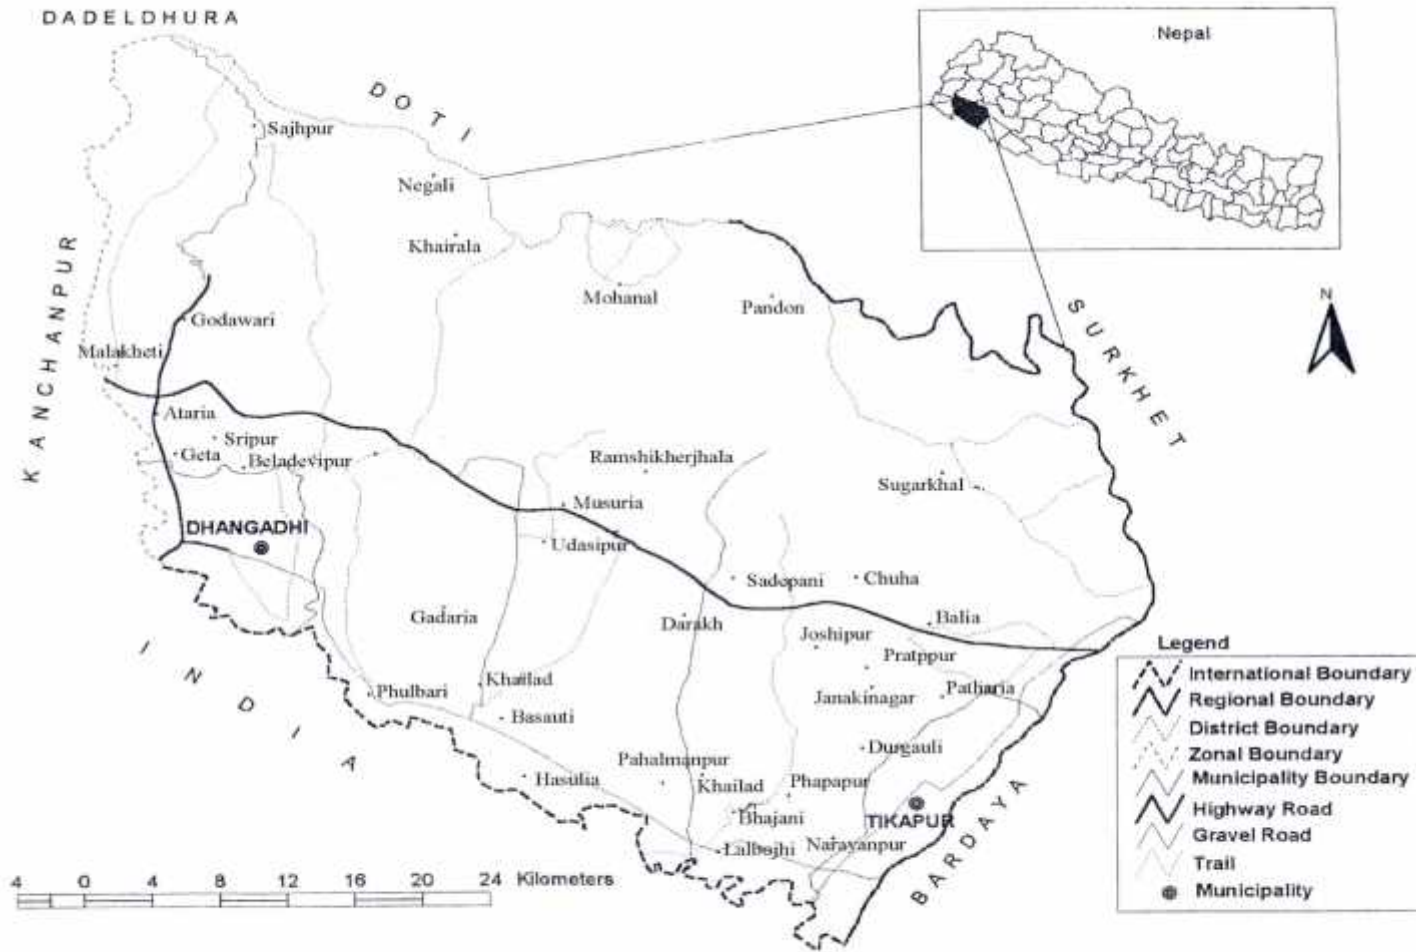 DADELDHURA
Nepal
DOTI
Sajhpur
Negali
Khairala
KANCHANPUR
Mohanal
Pandon
SURKHET
N
Godawari
Malakheti
Ataria
Sripur
Geta
Beladevipur
Ramshikherjhala
Sugarkhal
Musuria
DHANGADHI
Udasipur
Sadepani
Chuha
Gadaria
Darakh
Balia
Joshipur
Pratppur
INDIA
Phulbari
Khailad
Janakinagar
Patharia
Basauti
Durgauli
Pahalmanpur
Hasulia
Khailad
Phapapur
Bhajani
TIKAPUR
BARDAYA
Lalbojhi
Narayanpur
4 0 4 8 12 16 20 24 Kilometers
Legend
International Boundary
Regional Boundary
District Boundary
Zonal Boundary
Municipality Boundary
Highway Road
Gravel Road
Trail
Municipality